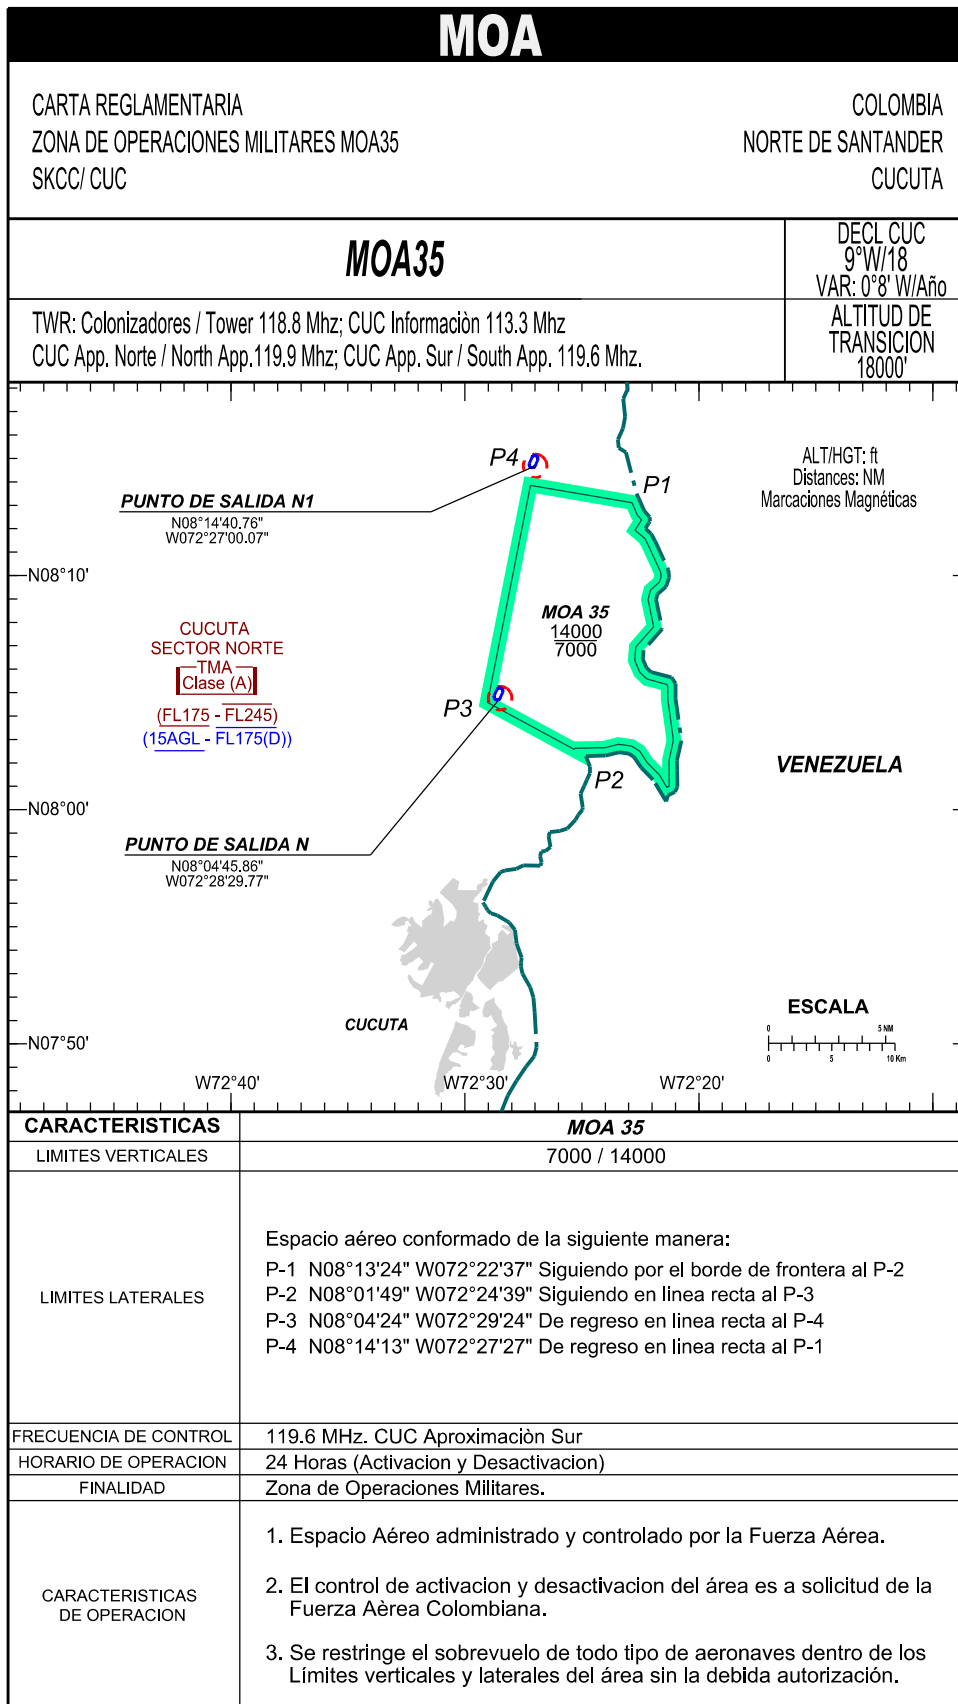 MOA
CARTA REGLAMENTARIA
ZONA DE OPERACIONES MILITARES MOA35
SKCC/ CUC
COLOMBIA
NORTE DE SANTANDER
CUCUTA
MOA35
DECL CUC
9°W/18
VAR: 0°8' W/Año
TWR: Colonizadores / Tower 118.8 Mhz; CUC Informaciòn 113.3 Mhz
CUC App. Norte / North App.119.9 Mhz; CUC App. Sur / South App. 119.6 Mhz.
ALTITUD DE
TRANSICION
18000'
P4
P1
ALT/HGT: ft
Distances: NM
Marcaciones Magnéticas
PUNTO DE SALIDA N1
N08°14'40.76"
W072°27'00.07"
N08°10'
MOA 35
14000
7000
CUCUTA
SECTOR NORTE
TMA
Clase (A)
(FL175 - FL245)
(15AGL - FL175(D))
P3
P2
VENEZUELA
N08°00'
PUNTO DE SALIDA N
N08°04'45.86"
W072°28'29.77"
CUCUTA
ESCALA
0 5 NM
0 5 10 Km
N07°50'
W72°40' W72°30' W72°20'
CARACTERISTICAS MOA 35
LIMITES VERTICALES 7000 / 14000
LIMITES LATERALES
Espacio aéreo conformado de la siguiente manera:
P-1 N08°13'24" W072°22'37" Siguiendo por el borde de frontera al P-2
P-2 N08°01'49" W072°24'39" Siguiendo en linea recta al P-3
P-3 N08°04'24" W072°29'24" De regreso en linea recta al P-4
P-4 N08°14'13" W072°27'27" De regreso en linea recta al P-1
FRECUENCIA DE CONTROL 119.6 MHz. CUC Aproximaciòn Sur
HORARIO DE OPERACION 24 Horas (Activacion y Desactivacion)
FINALIDAD Zona de Operaciones Militares.
CARACTERISTICAS
DE OPERACION
1. Espacio Aéreo administrado y controlado por la Fuerza Aérea.
2. El control de activacion y desactivacion del área es a solicitud de la
Fuerza Aèrea Colombiana.
3. Se restringe el sobrevuelo de todo tipo de aeronaves dentro de los
Límites verticales y laterales del área sin la debida autorización.